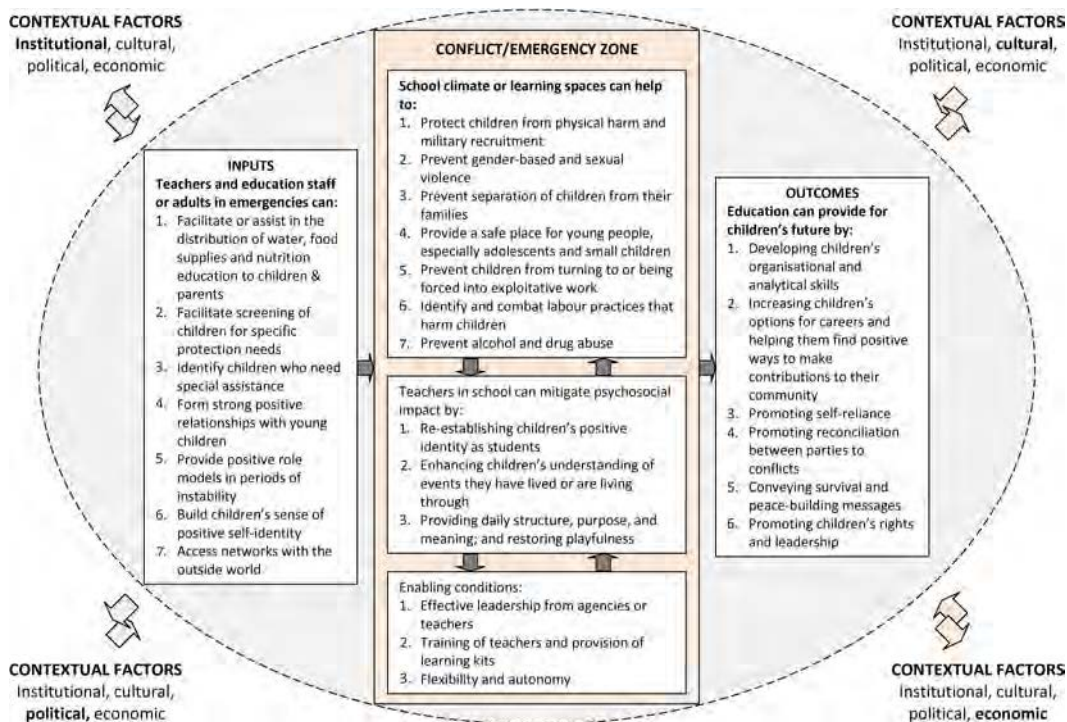 CONTEXTUAL FACTORS
Institutional, cultural,
political, economic
CONTEXTUAL FACTORS
Institutional, cultural,
political, economic
CONFLICT/EMERGENCY ZONE
School climate or learning spaces can help
to:
1. Protect children from physical harm and
military recruitment
2. Prevent gender-based and sexual
violence
3. Prevent separation of children from their
families
4. Provide a safe place for young people,
especially adolescents and small children
5. Prevent children from turning to or being
forced into exploitative work
6. Identify and combat labour practices that
harm children
7. Prevent alcohol and drug abuse
INPUTS
Teachers and education staff
or adults in emergencies can:
1. Facilitate or assist in the
distribution of water, food
supplies and nutrition
education to children &
parents
2. Facilitate screening of
children for specific
protection needs
3. Identify children who need
special assistance
4. Form strong positive
relationships with young
children
5. Provide positive role
models in periods of
instability
6. Build children's sense of
positive self-identity
7. Access networks with the
outside world
Teachers in school can mitigate psychosocial
impact by:
1. Re-establishing children's positive
identity as students
2. Enhancing children's understanding of
events they have lived or are living
through
3. Providing daily structure, purpose, and
meaning; and restoring playfulness
Enabling conditions:
1. Effective leadership from agencies or
teachers
2. Training of teachers and provision of
learning kits
3. Flexibility and autonomy
OUTCOMES
Education can provide for
children's future by:
1. Developing children's
organisational and
analytical skills
2. Increasing children's
options for careers and
helping them find positive
ways to make
contributions to their
community
3. Promoting self-reliance
4. Promoting reconciliation
between parties to
conflicts
5. Conveying survival and
peace-building messages
6. Promoting children's rights
and leadership
CONTEXTUAL FACTORS
Institutional, cultural,
political, economic
CONTEXTUAL FACTORS
Institutional, cultural,
political, economic